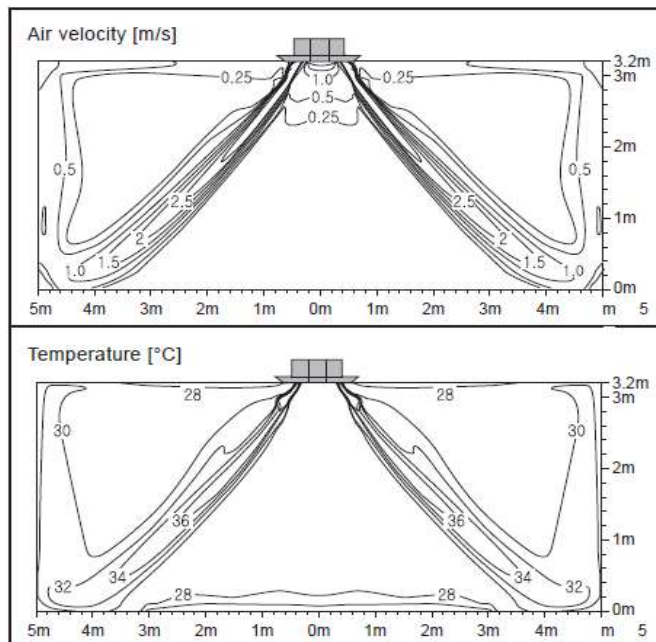 Air velocity [m/s]
3.2m
0.25 1.0 0.25
3m
0.5
0.25
2m
0.5 0.5
2.5 2.5
1m
2 2
1.5 1.5
1.0 1.0
0m
5m 4m 3m 2m 1m 0m 1m 2m 3m 4m m 5
Temperature [°C]
3.2m
28 28
3m
30 30
2m
36 36
1m
34 34
32 32
28 28
0m
5m 4m 3m 2m 1m 0m 1m 2m 3m 4m m 5